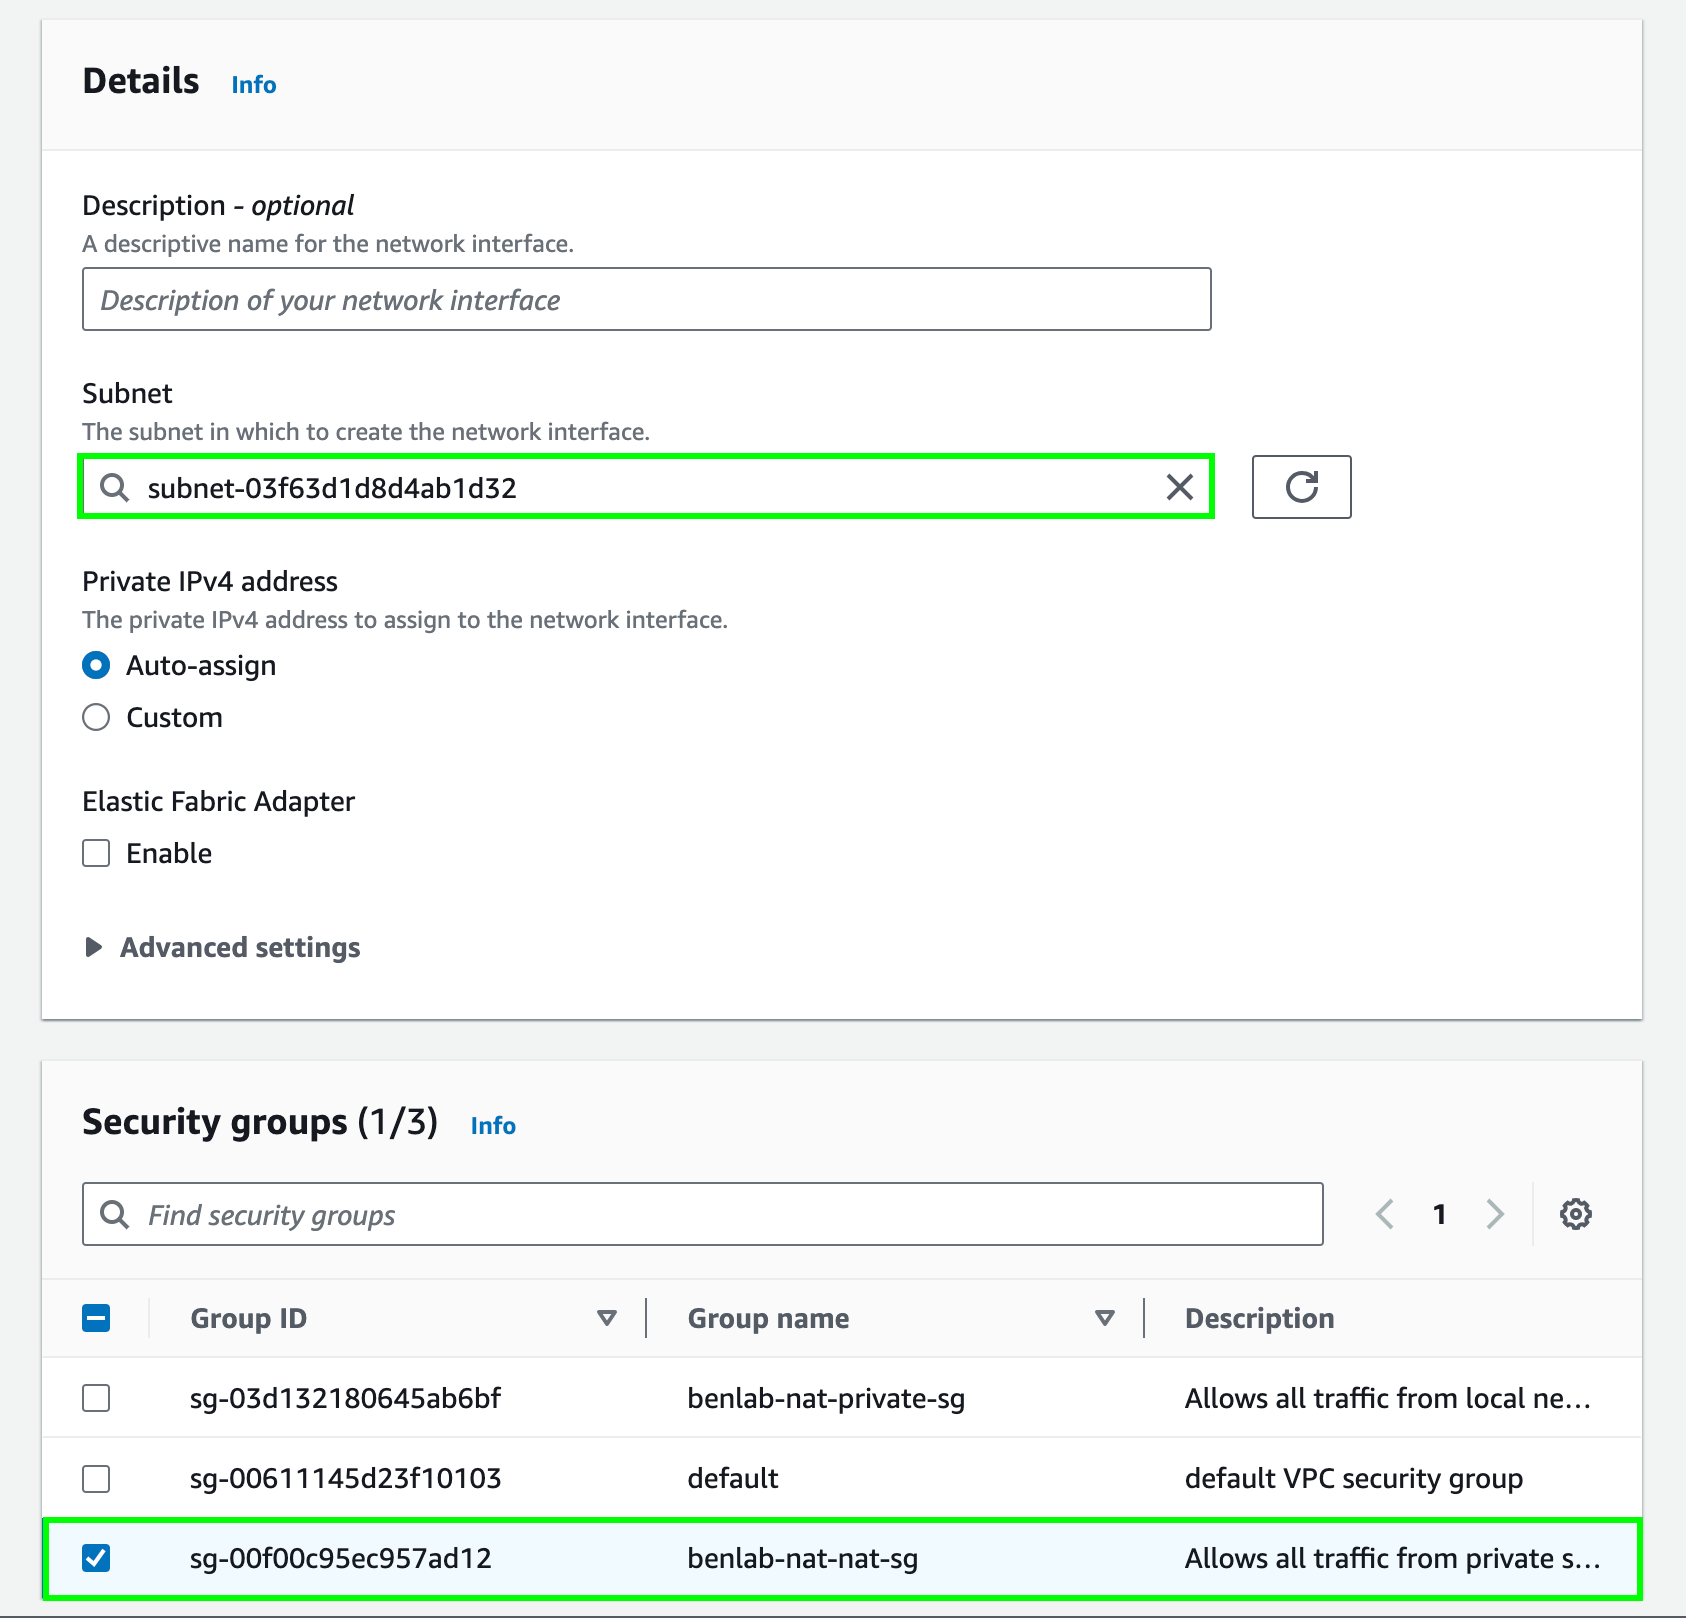 Details Info
Description - optional
A descriptive name for the network interface.
Description of your network interface
Subnet
The subnet in which to create the network interface.
subnet-03f63d1d8d4ab1d32
Private IPv4 address
The private IPv4 address to assign to the network interface.
Auto-assign
Custom
Elastic Fabric Adapter
Enable
Advanced settings
Security groups (1/3) Info
Find security groups 1
Group ID Group name Description
sg-03d132180645ab6bf benlab-nat-private-sg Allows all traffic from local ne...
sg-00611145d23f10103 default default VPC security group
sg-00f00c95ec957ad12 benlab-nat-nat-sg Allows all traffic from private s...